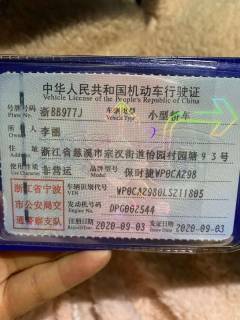 中华人民共和国机动车行驶证
Vehicle License of the People's Republic of China
号牌号码 浙BB977J 车辆类型 小型轿车
Plate No. Vehicle Type
所有人 李圈
Owner
住址 浙江省慈溪市宗汉街道怡园村园塘93号
Address
使用性质 非营运 品牌型号 保时捷WP0CAZ98
Use Character Model
浙江省宁波市公安局交通警察支队
车辆识别代号 WP0CAZ980LS211805
VIN
发动机号码 DPG002544
Engine No.
注册日期 2020-09-03 发证日期 2020-09-03
Register Date Issue Date